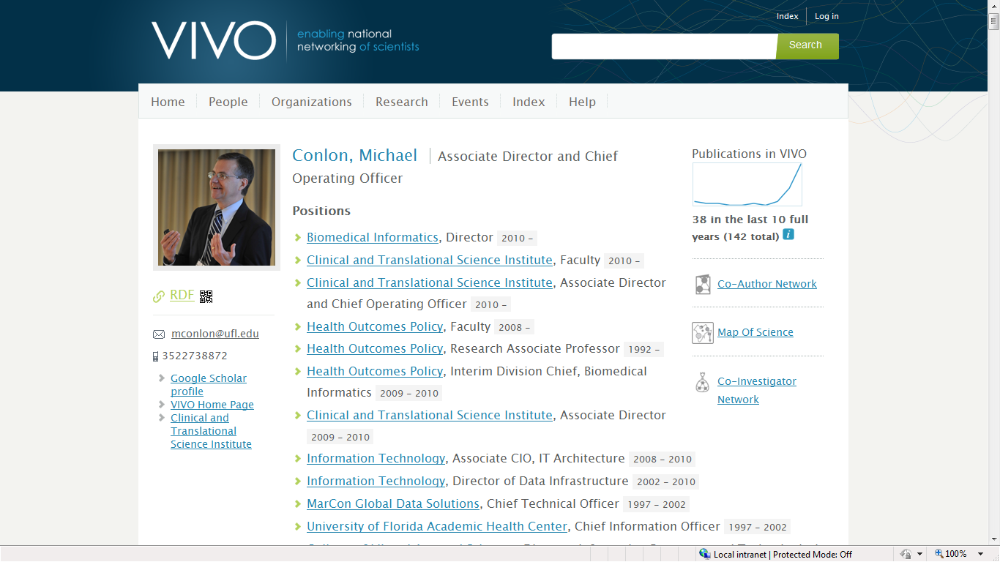 Index Log in
VIVO enabling national
networking of scientists
Search
Home People Organizations Research Events Index Help
Conlon, Michael Associate Director and Chief
Operating Officer
Positions
Biomedical Informatics, Director 2010 –
Clinical and Translational Science Institute, Faculty 2010 –
Clinical and Translational Science Institute, Associate Director
and Chief Operating Officer 2010 –
Health Outcomes Policy, Faculty 2008 –
Health Outcomes Policy, Research Associate Professor 1992 –
Health Outcomes Policy, Interim Division Chief, Biomedical
Informatics 2009 – 2010
Clinical and Translational Science Institute, Associate Director
2009 – 2010
Information Technology, Associate CIO, IT Architecture 2008 – 2010
Information Technology, Director of Data Infrastructure 2002 – 2010
MarCon Global Data Solutions, Chief Technical Officer 1997 – 2002
University of Florida Academic Health Center, Chief Information Officer 1997 – 2002
RDF
mconlon@ufl.edu
3522738872
Google Scholar
profile
VIVO Home Page
Clinical and
Translational
Science Institute
Publications in VIVO
38 in the last 10 full
years (142 total) i
Co-Author Network
Map Of Science
Co-Investigator
Network
Local intranet | Protected Mode: Off
100%